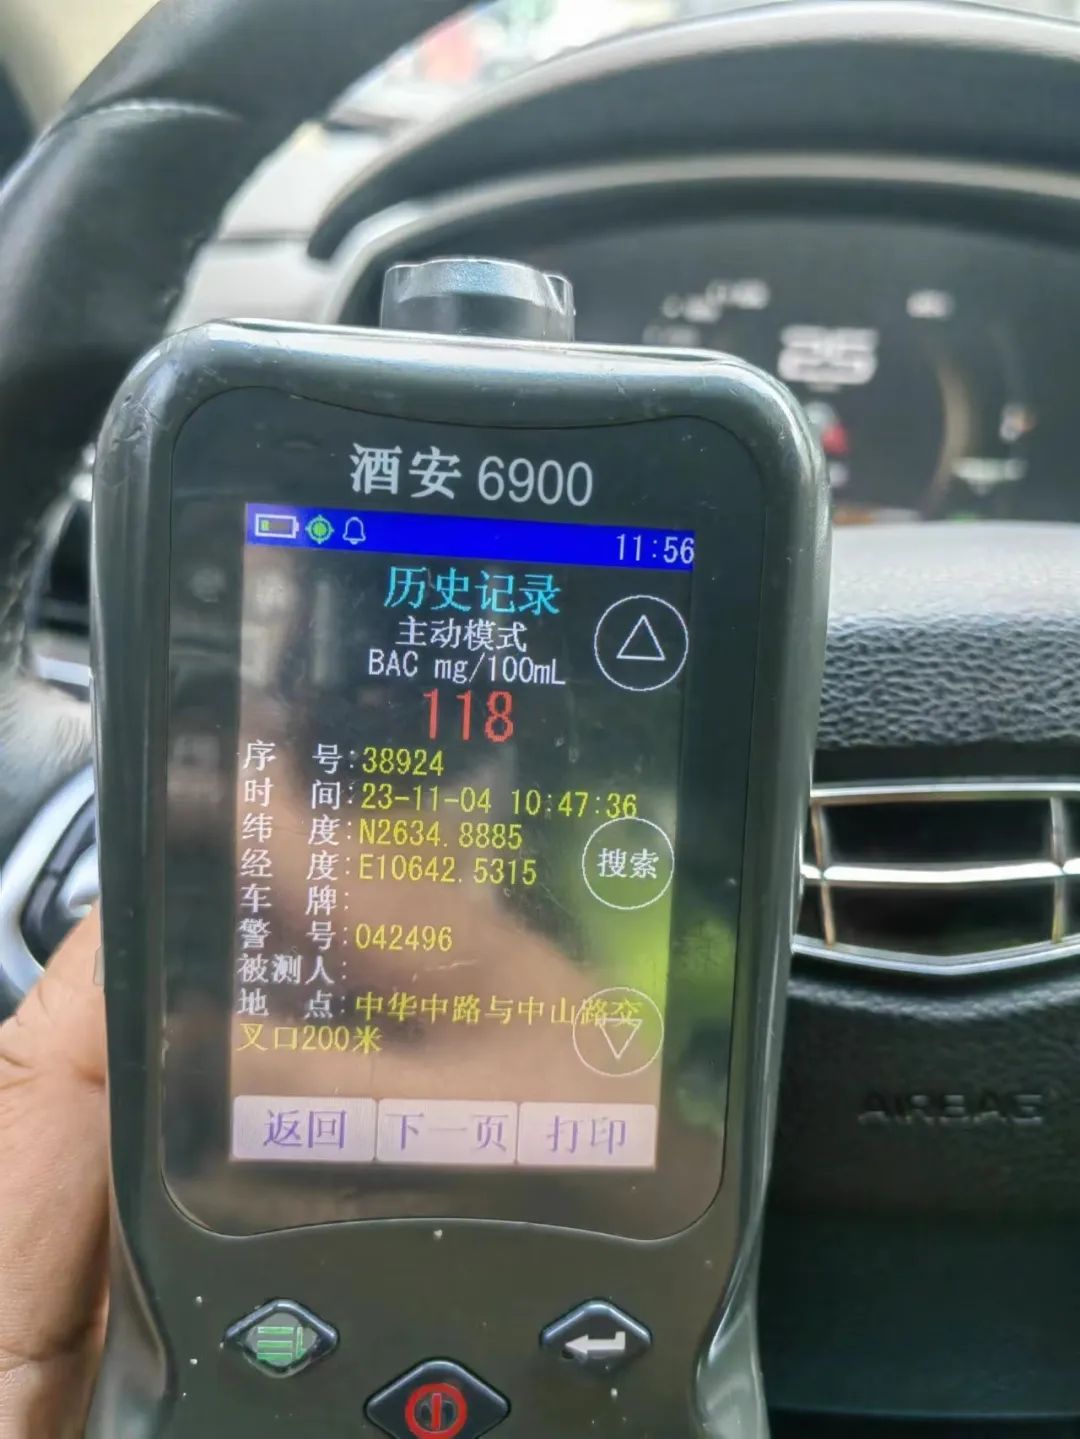 酒安 6900
11:56
历史记录
主动模式
BAC mg/100mL
118
序 号:38924
时 间:23-11-04 10:47:36
纬 度:N2634.8885
经 度:E10642.5315
搜索
车 牌:
警 号:042496
被测人:
地 点:中华中路与中山路交
叉口200米
返回 下一页 打印
AIRBAG